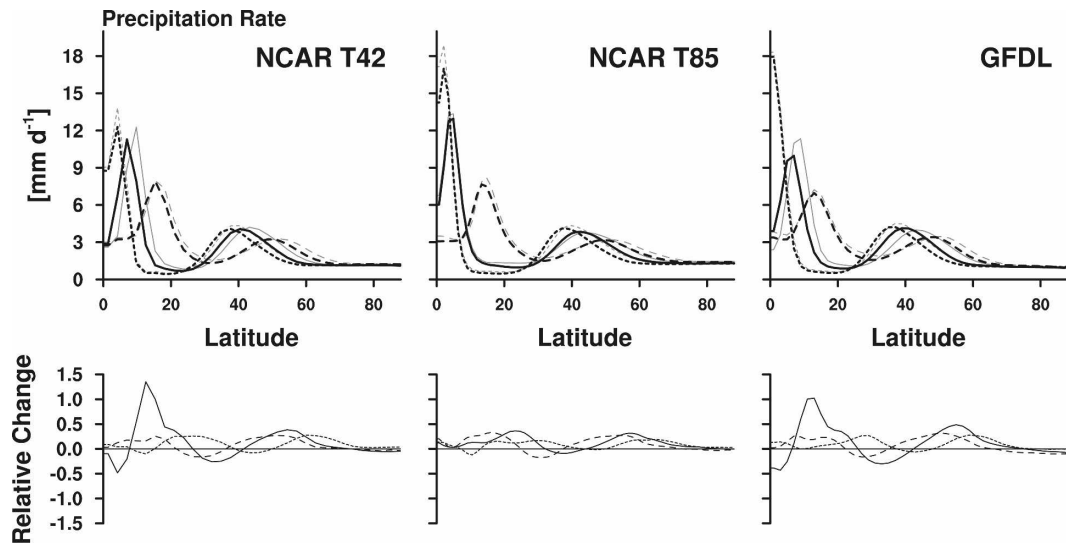 Precipitation Rate
NCAR T42 NCAR T85 GFDL
[mm d-1]
18
15
12
9
6
3
0
0 20 40 60 80 0 20 40 60 80 0 20 40 60 80
Latitude Latitude Latitude
Relative Change
1.5
1.0
0.5
0.0
-0.5
-1.0
-1.5